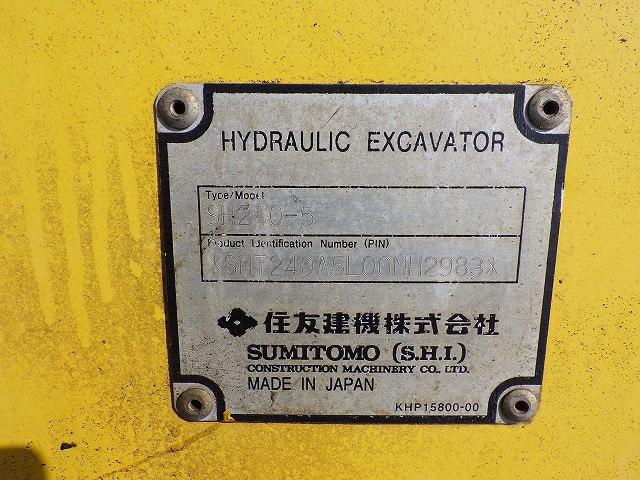 HYDRAULIC EXCAVATOR
Type/Model
SH240-5
Product Identification Number (PIN)
*SMT240A5L00MH2983*
住友建機株式会社
SUMITOMO (S.H.I.)
CONSTRUCTION MACHINERY CO., LTD.
MADE IN JAPAN
KHP15800-00